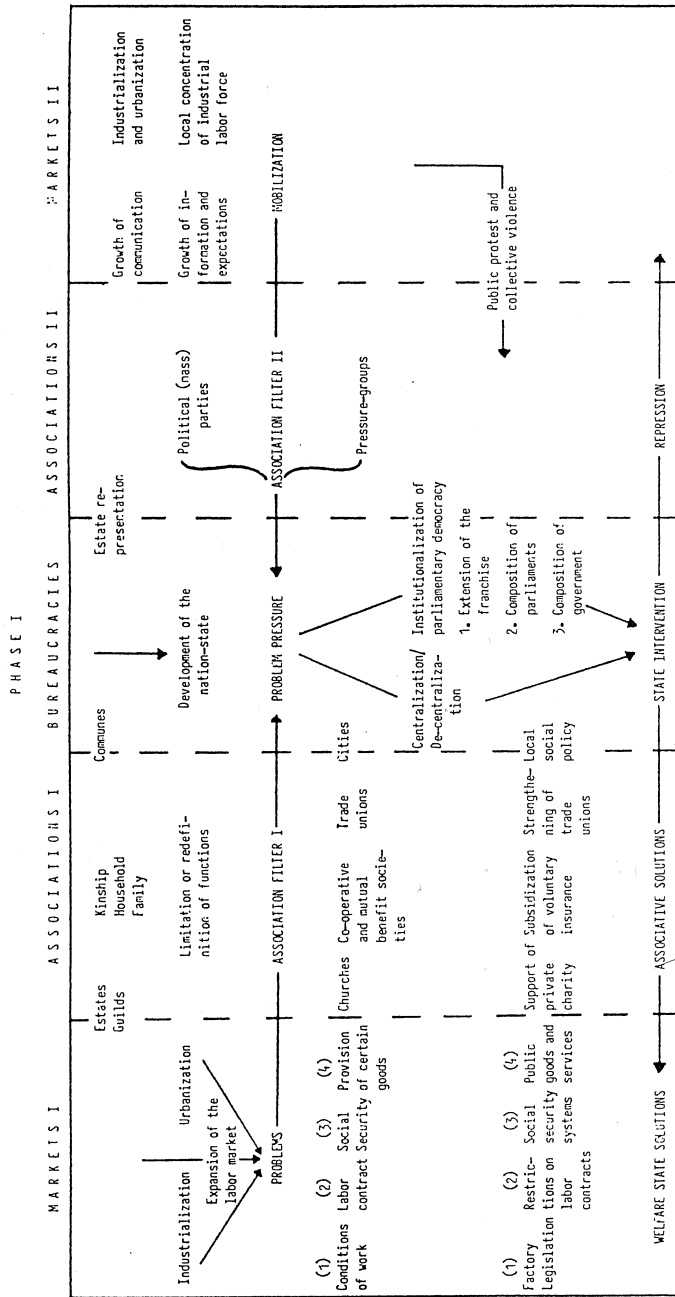 PHASE I
MARKETS I
ASSOCIATIONS I
BUREAUCRACIES
ASSOCIATIONS II
MARKETS II
Estates
Guilds
Kinship
Household
Family
Communes
Estate re-
presentation
Industrialization
Urbanization
Expansion of the
labor market
Limitation or redefi-
nition of functions
Development of the
nation-state
Political (mass)
parties
Growth of
communication
Industrialization
and urbanization
Growth of in-
formation and
expectations
Local concentration
of industrial
labor force
PROBLEMS
ASSOCIATION FILTER I
PROBLEM PRESSURE
ASSOCIATION FILTER II
MOBILIZATION
Pressure-groups
(1)
Conditions
of work
(2)
Labor
contract
(3)
Social
Security
(4)
Provision
of certain
goods
Churches
Co-operative
and mutual
benefit socie-
ties
Trade
unions
Cities
Centralization/
De-centraliza-
tion
Institutionalization of
parliamentary democracy
1. Extension of the
franchise
2. Composition of
parliaments
3. Composition of
government
Public protest and
collective violence
(1)
Factory
Legislation
(2)
Restric-
tions on
labor
contracts
(3)
Social
security
systems
(4)
Public
goods and
services
Support of
private
charity
Subsidization
of voluntary
insurance
Strengthe-
ning of
trade
unions
Local
social
policy
WELFARE STATE SOLUTIONS
ASSOCIATIVE SOLUTIONS
STATE INTERVENTION
REPRESSION